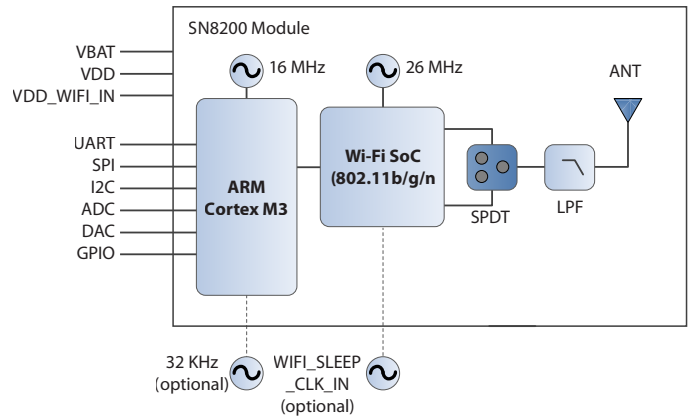 SN8200 Module
VBAT
VDD
VDD_WIFI_IN
16 MHz
26 MHz
ANT
UART
SPI
I2C
ADC
DAC
GPIO
ARM
Cortex M3
Wi-Fi SoC
(802.11b/g/n
SPDT
LPF
32 KHz
(optional)
WIFI_SLEEP
_CLK_IN
(optional)